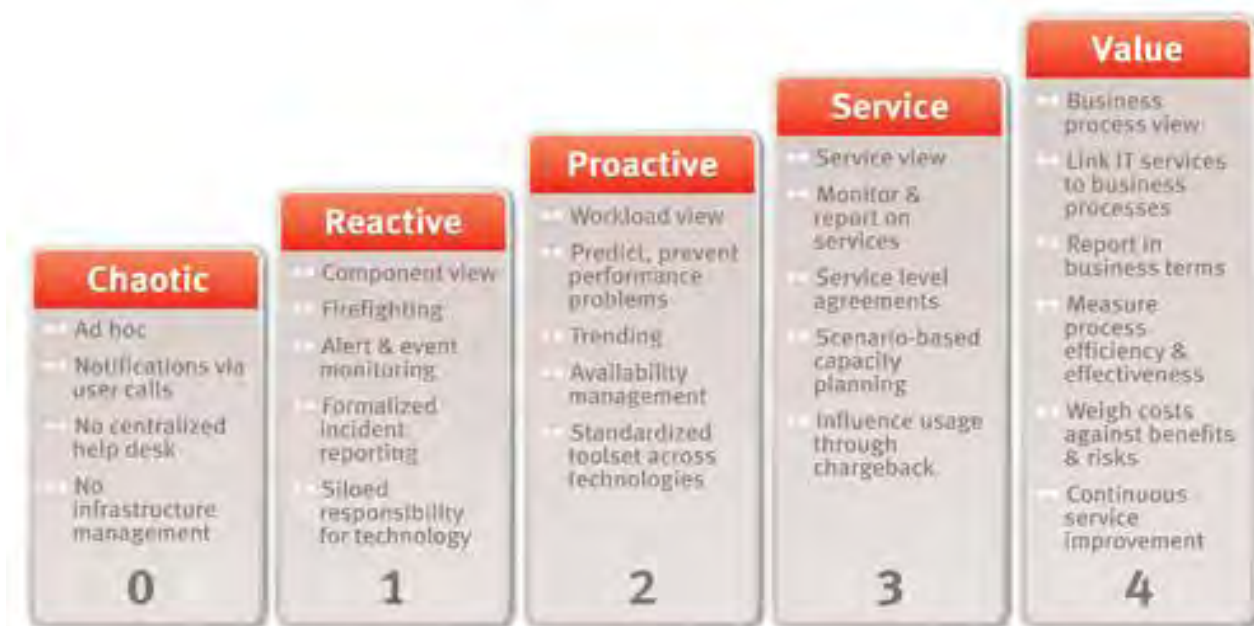 Chaotic
Ad hoc
Notifications via
user calls
No centralized
help desk
No
infrastructure
management
0
Reactive
Component view
Firefighting
Alert & event
monitoring
Formalized
incident
reporting
Siloed
responsibility
for technology
1
Proactive
Workload view
Predict, prevent
performance
problems
Trending
Availability
management
Standardized
toolset across
technologies
2
Service
Service view
Monitor &
report on
services
Service level
agreements
Scenario-based
capacity
planning
Influence usage
through
chargeback
3
Value
Business
process view
Link IT services
to business
processes
Report in
business terms
Measure
process
efficiency &
effectiveness
Weigh costs
against benefits
& risks
Continuous
service
improvement
4